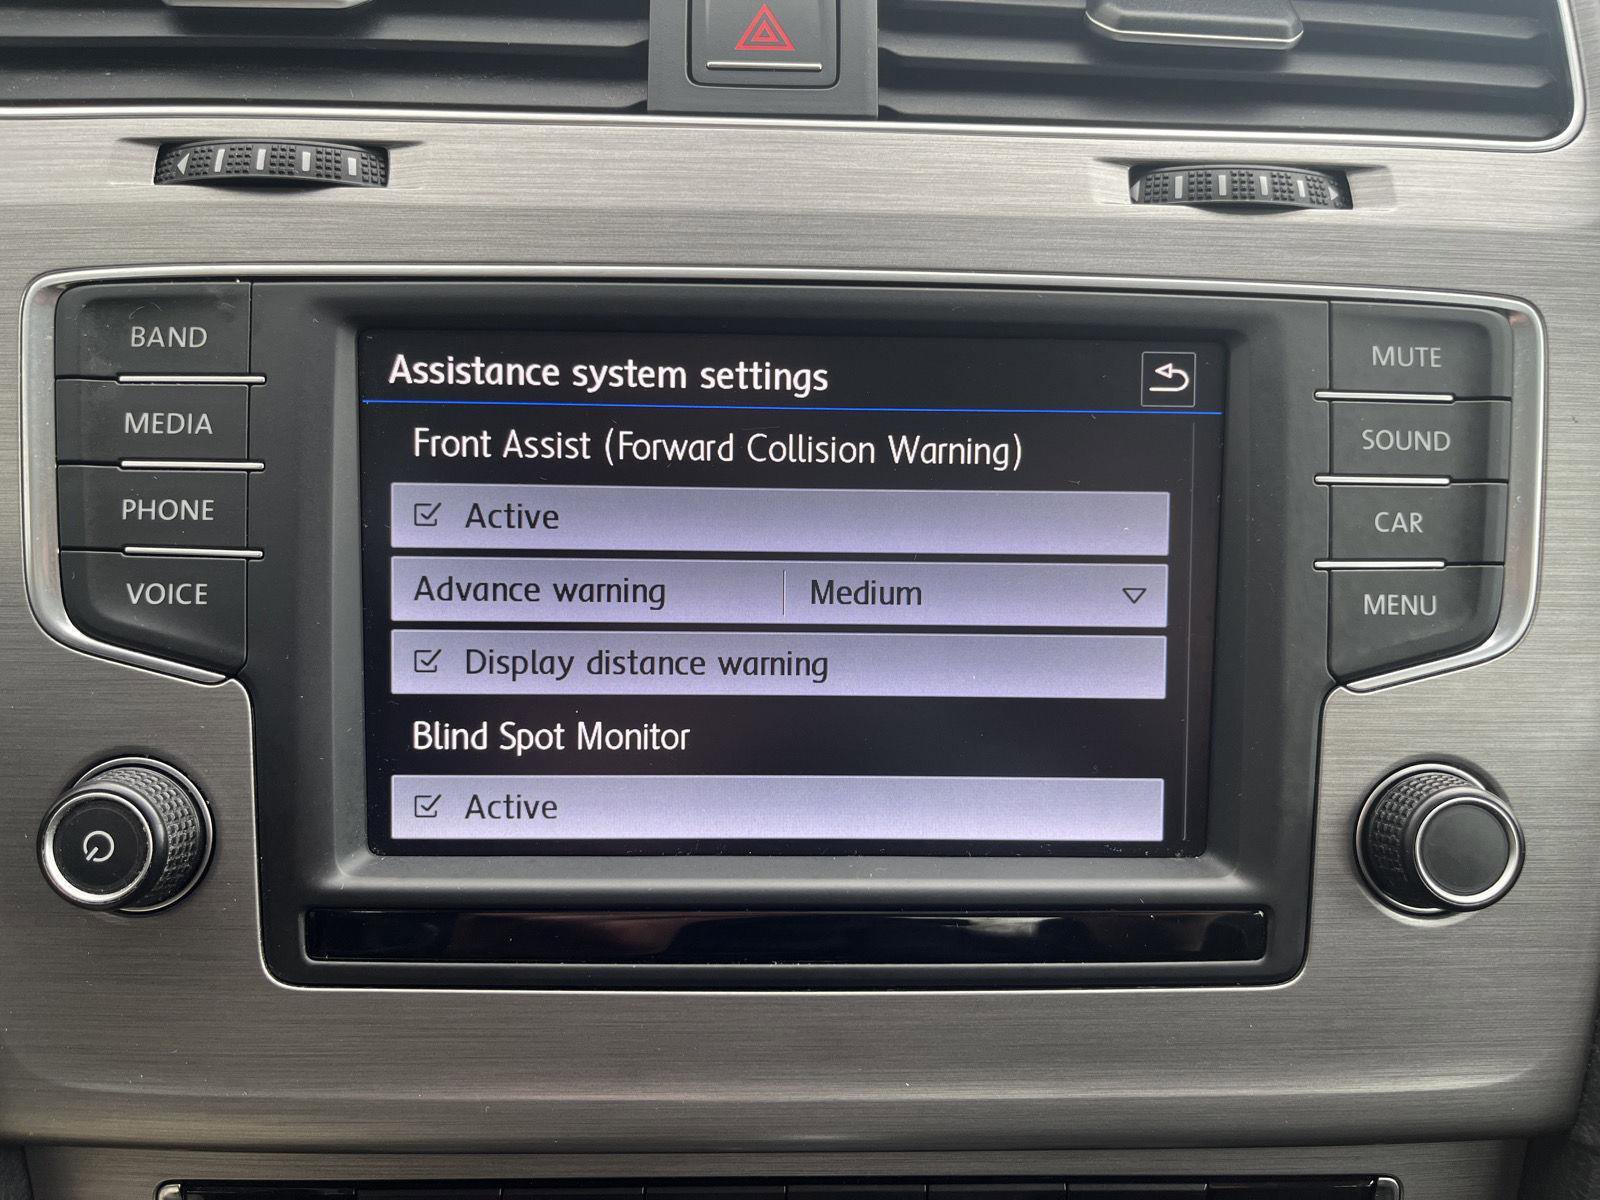 BAND
MEDIA
PHONE
VOICE
Assistance system settings
Front Assist (Forward Collision Warning)
Active
Advance warning Medium
Display distance warning
Blind Spot Monitor
Active
MUTE
SOUND
CAR
MENU